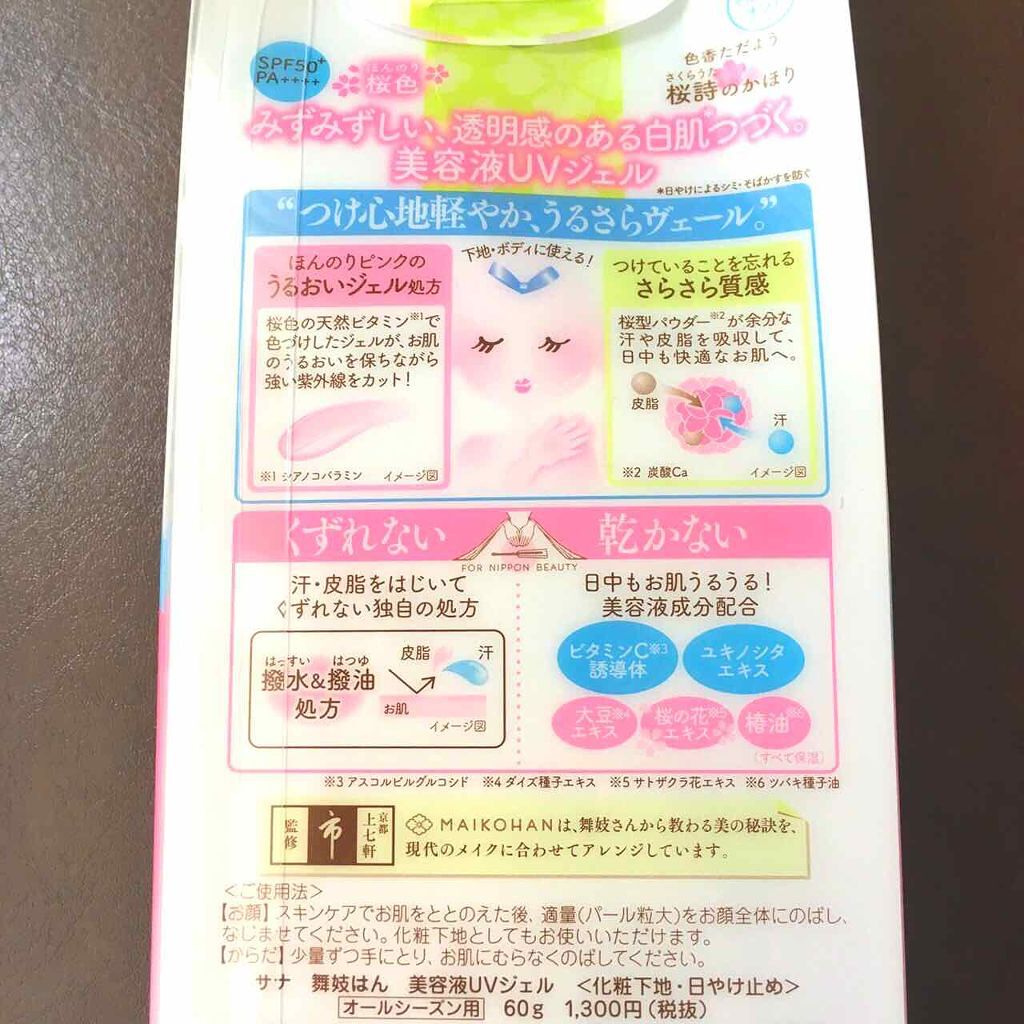 SPF50+
PA++++
ほんのり
桜色
色香ただよう
さくらうた
桜詩のかほり
みずみずしい、透明感のある白肌*つづく。
美容液UVジェル
*日やけによるシミ・そばかすを防ぐ
“つけ心地軽やか、うるさらヴェール。”
ほんのりピンクの
うるおいジェル処方
桜色の天然ビタミン※1で
色づけしたジェルが、お肌
のうるおいを保ちながら
強い紫外線をカット!
※1 シアノコバラミン イメージ図
下地・ボディに使える!
つけていることを忘れる
さらさら質感
桜型パウダー※2が余分な
汗や皮脂を吸収して、
日中も快適なお肌へ。
皮脂
汗
※2 炭酸Ca イメージ図
くずれない
乾かない
FOR NIPPON BEAUTY
汗・皮脂をはじいて
くずれない独自の処方
はっすい はつゆ
撥水&撥油
処方
皮脂 汗
お肌
イメージ図
日中もお肌うるうる!
美容液成分配合
ビタミンC※3
誘導体
ユキノシタ
エキス
大豆※4
エキス
桜の花※5
エキス
椿油※6
(すべて保湿)
※3 アスコルビルグルコシド ※4 ダイズ種子エキス ※5 サトザクラ花エキス ※6 ツバキ種子油
監修
市
京都
上七軒
MAIKOHANは、舞妓さんから教わる美の秘訣を、
現代のメイクに合わせてアレンジしています。
<ご使用法>
【お顔】スキンケアでお肌をととのえた後、適量(パール粒大)をお顔全体にのばし、
なじませてください。化粧下地としてもお使いいただけます。
【からだ】少量ずつ手にとり、お肌にむらなくのばしてください。
サナ 舞妓はん 美容液UVジェル <化粧下地・日やけ止め>
オールシーズン用 60g 1,300円(税抜)